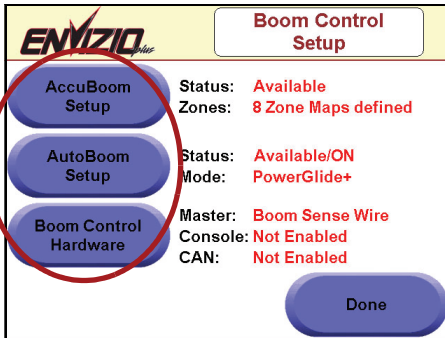 ENVIZIO plus
Boom Control
Setup
AccuBoom
Setup
Status: Available
Zones: 8 Zone Maps defined
AutoBoom
Setup
Status: Available/ON
Mode: PowerGlide+
Boom Control
Hardware
Master: Boom Sense Wire
Console: Not Enabled
CAN: Not Enabled
Done